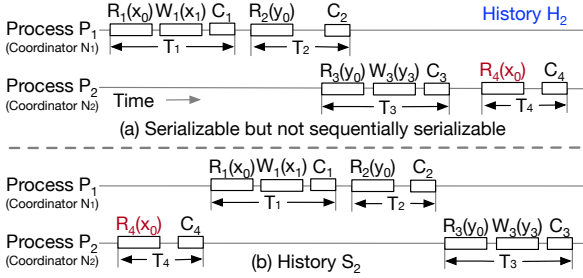 R₁(x₀) W₁(x₁) C₁ R₂(y₀) C₂ History H₂
Process P₁
(Coordinator N₁)
T₁ T₂
R₃(y₀) W₃(y₃) C₃ R₄(x₀) C₄
Process P₂
(Coordinator N₂)
Time T₃ T₄
(a) Serializable but not sequentially serializable
R₁(x₀) W₁(x₁) C₁ R₂(y₀) C₂
Process P₁
(Coordinator N₁)
T₁ T₂
R₄(x₀) C₄ R₃(y₀) W₃(y₃) C₃
Process P₂
(Coordinator N₂)
T₄ (b) History S₂ T₃